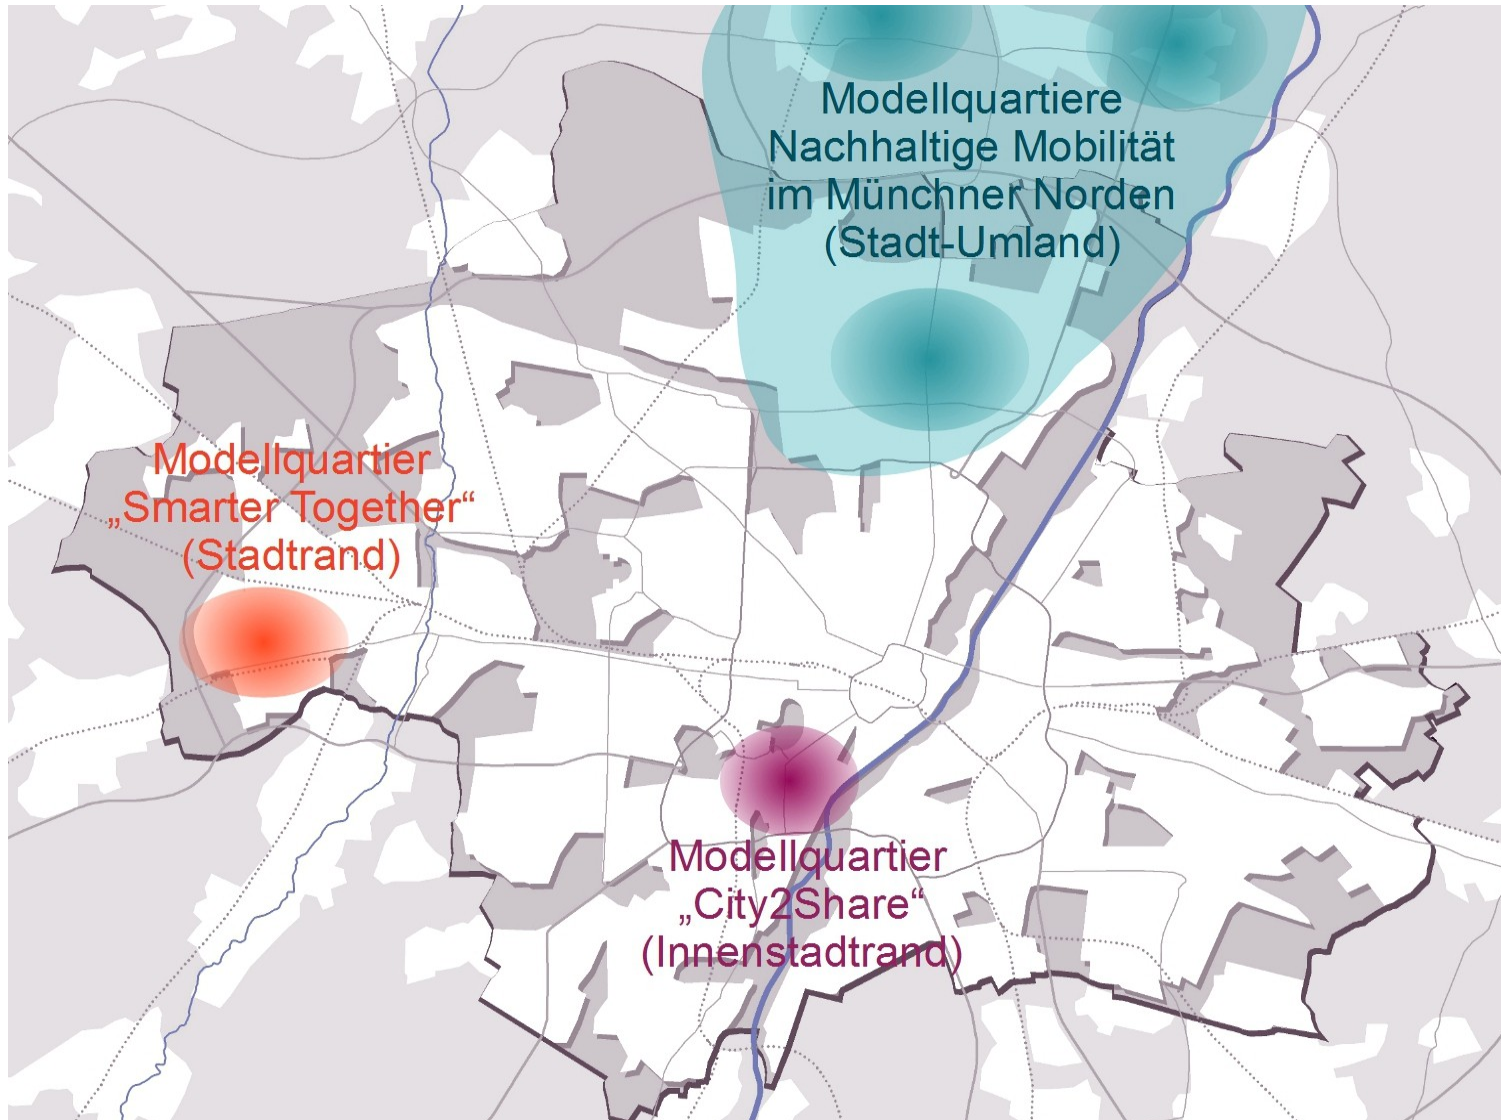 Modellquartiere
Nachhaltige Mobilität
im Münchner Norden
(Stadt-Umland)
Modellquartier
„Smarter Together“
(Stadtrand)
Modellquartier
„City2Share“
(Innenstadtrand)